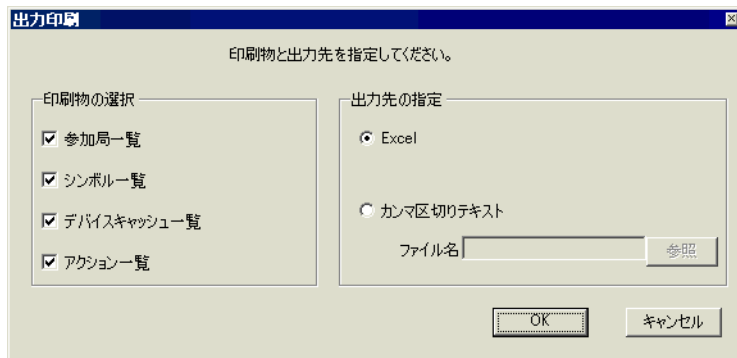 出力印刷
印刷物と出力先を指定してください。
印刷物の選択
参加局一覧
シンボル一覧
デバイスキャッシュ一覧
アクション一覧
出力先の指定
Excel
カンマ区切りテキスト
ファイル名
参照
OK
キャンセル